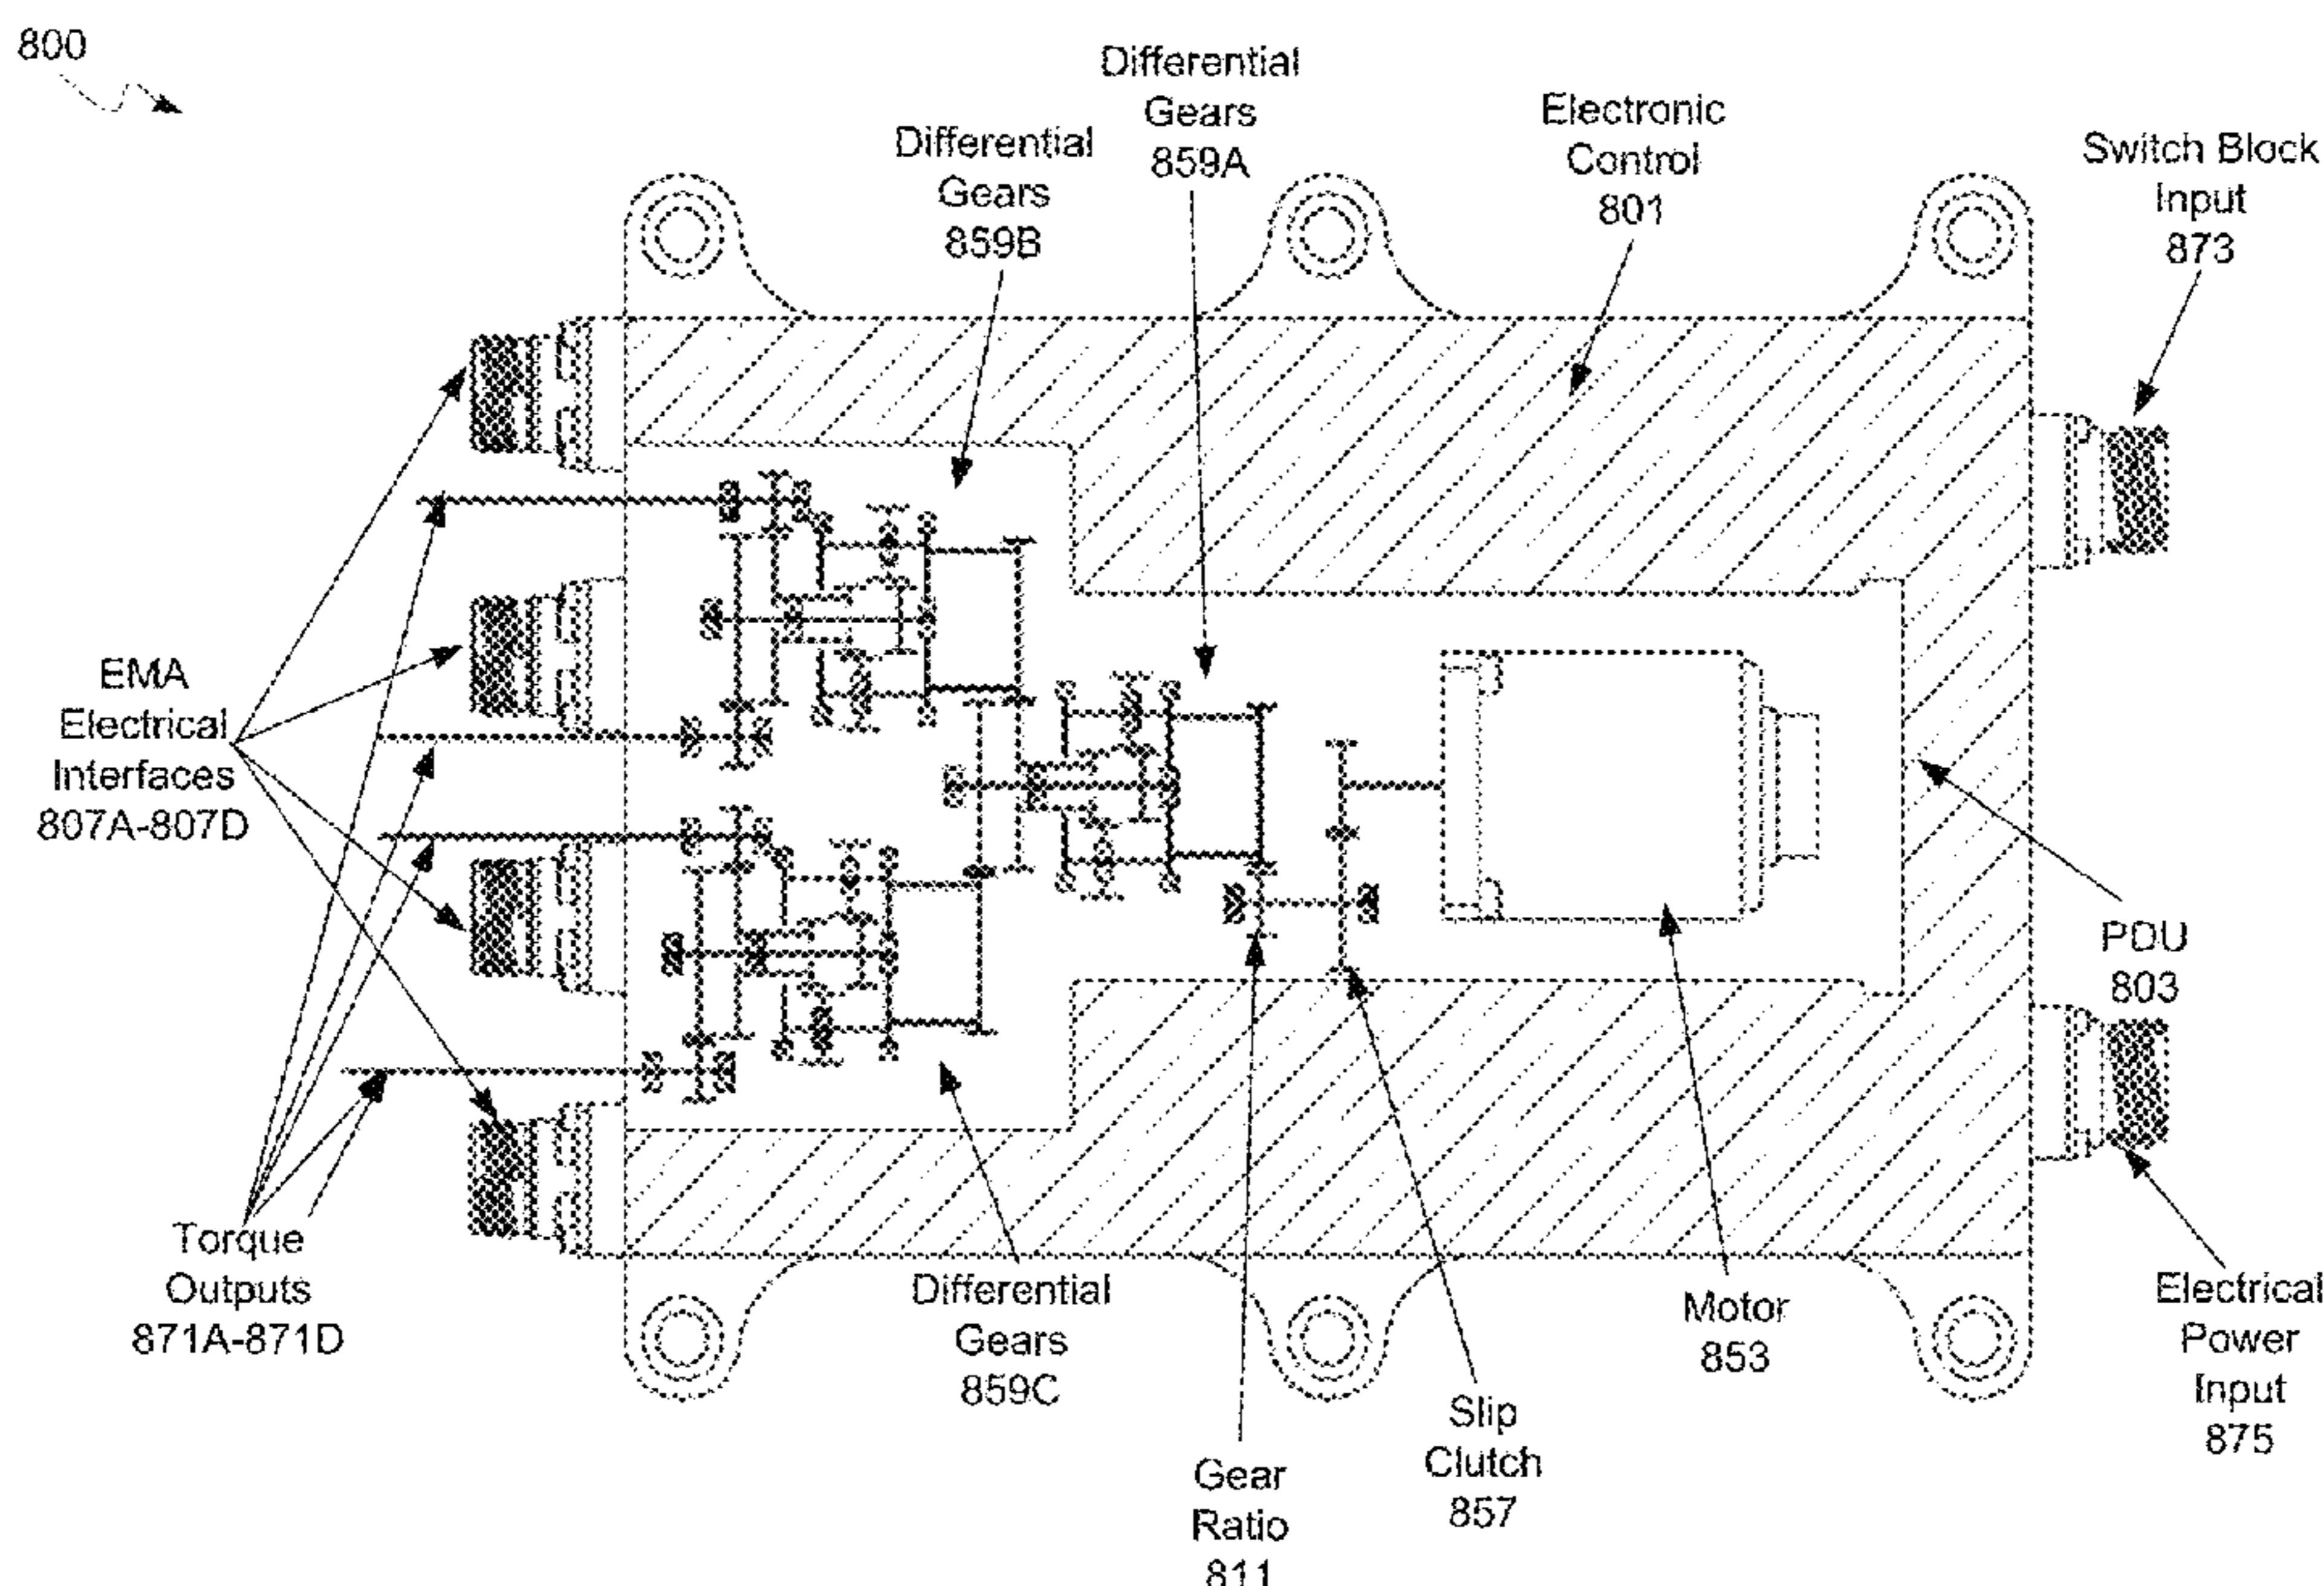 800
Differential
Gears
859A
Differential
Gears
859B
Electronic
Control
801
Switch Block
Input
873
EMA
Electrical
Interfaces
807A-807D
PDU
803
Torque
Outputs
871A-871D
Differential
Gears
859C
Gear
Ratio
811
Slip
Clutch
857
Motor
853
Electrical
Power
Input
875